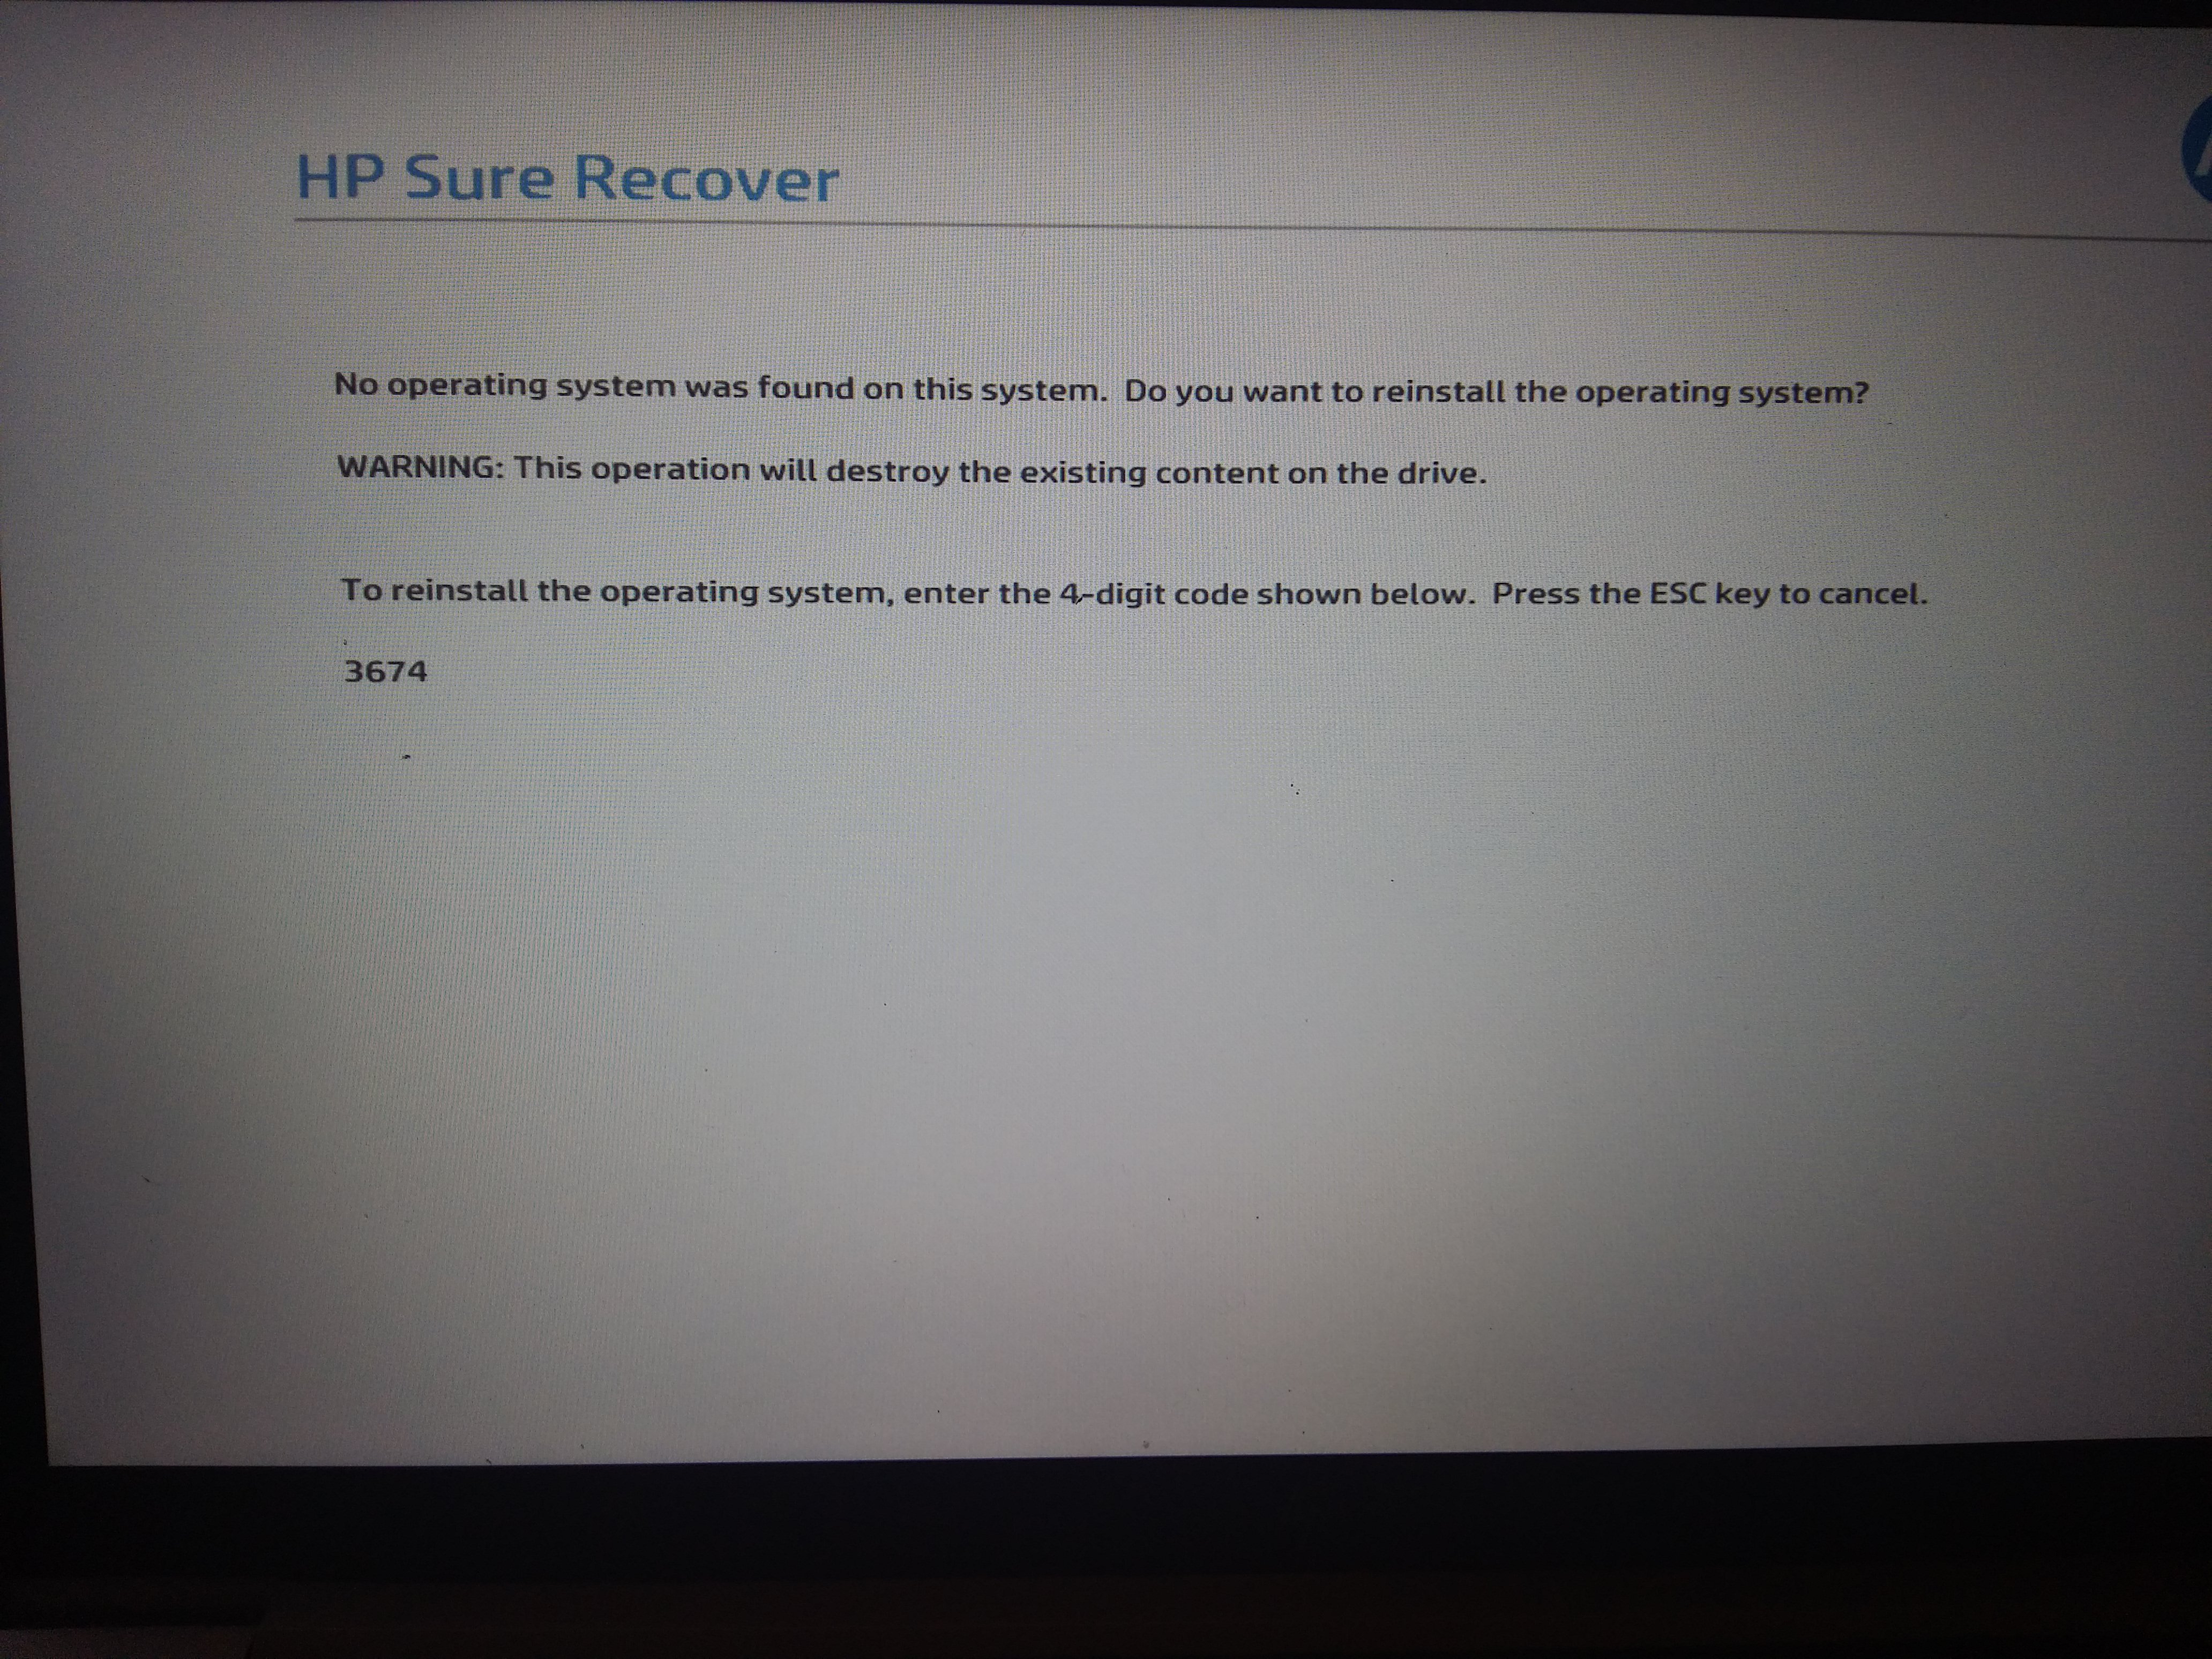 HP Sure Recover
No operating system was found on this system. Do you want to reinstall the operating system?
WARNING: This operation will destroy the existing content on the drive.
To reinstall the operating system, enter the 4-digit code shown below. Press the ESC key to cancel.
3674